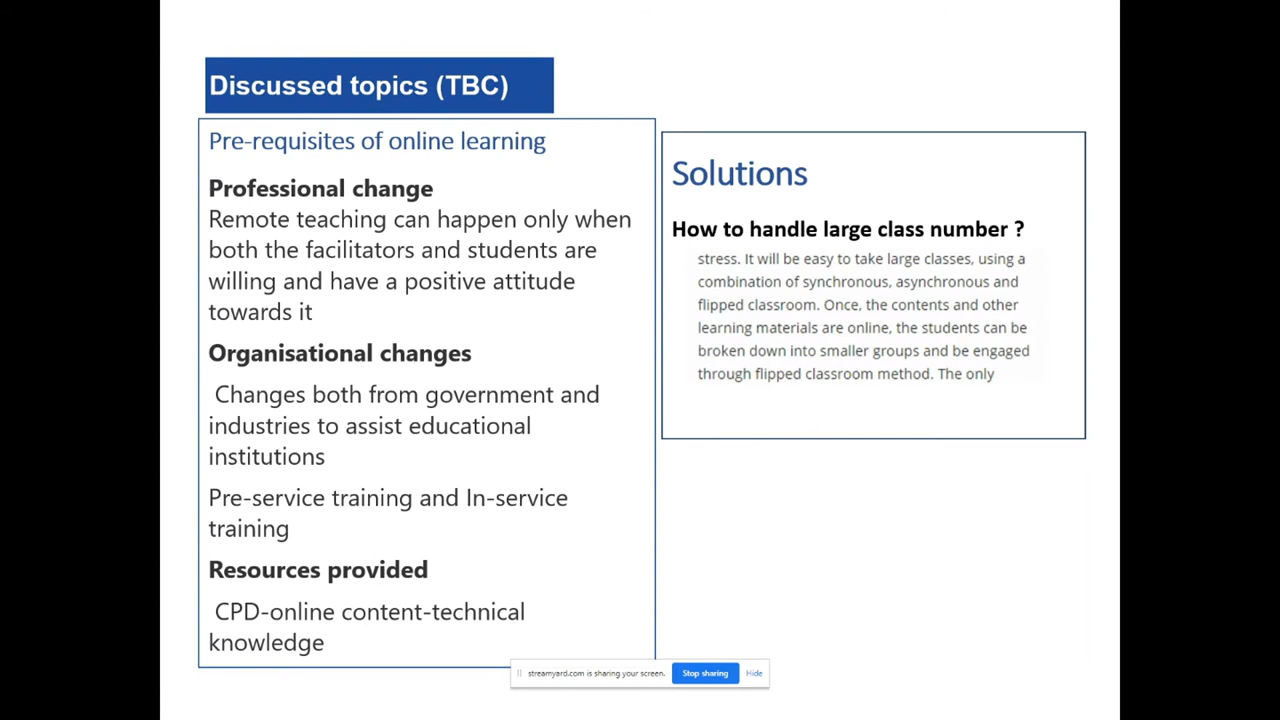 Discussed topics (TBC)
Pre-requisites of online learning
Professional change
Remote teaching can happen only when
both the facilitators and students are
willing and have a positive attitude
towards it
Organisational changes
Changes both from government and
industries to assist educational
institutions
Pre-service training and In-service
training
Resources provided
CPD-online content-technical
knowledge
Solutions
How to handle large class number ?
stress. It will be easy to take large classes, using a
combination of synchronous, asynchronous and
flipped classroom. Once, the contents and other
learning materials are online, the students can be
broken down into smaller groups and be engaged
through flipped classroom method. The only
streamyard.com is sharing your screen. Stop sharing Hide